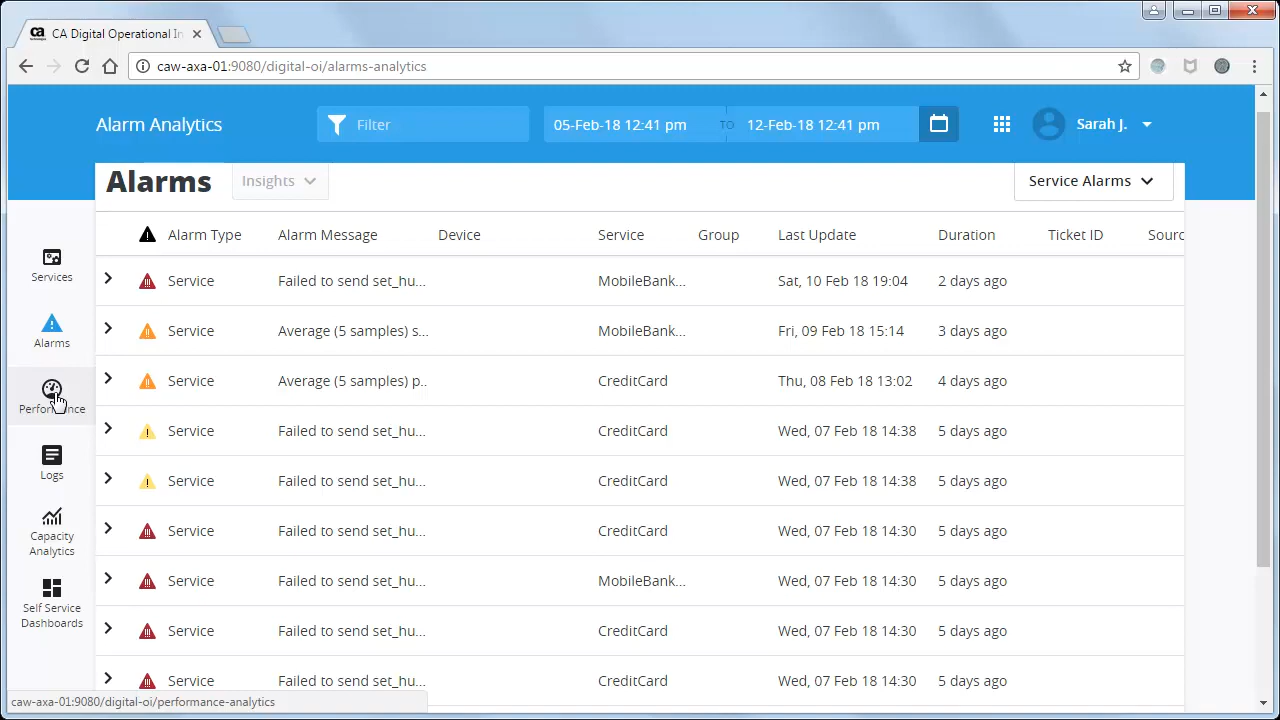 ca
CA Digital Operational In
caw-axa-01:9080/digital-oi/alarms-analytics
Alarm Analytics
Filter
05-Feb-18 12:41 pm TO 12-Feb-18 12:41 pm
Sarah J.
Alarms
Insights
Service Alarms
Alarm Type Alarm Message Device Service Group Last Update Duration Ticket ID Sourc
Service Failed to send set_hu... MobileBank... Sat, 10 Feb 18 19:04 2 days ago
Service Average (5 samples) s... MobileBank... Fri, 09 Feb 18 15:14 3 days ago
Service Average (5 samples) p.. CreditCard Thu, 08 Feb 18 13:02 4 days ago
Service Failed to send set_hu... CreditCard Wed, 07 Feb 18 14:38 5 days ago
Service Failed to send set_hu... CreditCard Wed, 07 Feb 18 14:38 5 days ago
Service Failed to send set_hu... CreditCard Wed, 07 Feb 18 14:30 5 days ago
Service Failed to send set_hu... MobileBank... Wed, 07 Feb 18 14:30 5 days ago
Service Failed to send set_hu... CreditCard Wed, 07 Feb 18 14:30 5 days ago
Service Failed to send set_hu... CreditCard Wed, 07 Feb 18 14:30 5 days ago
Services
Alarms
Performance
Logs
Capacity
Analytics
Self Service
Dashboards
caw-axa-01:9080/digital-oi/performance-analytics